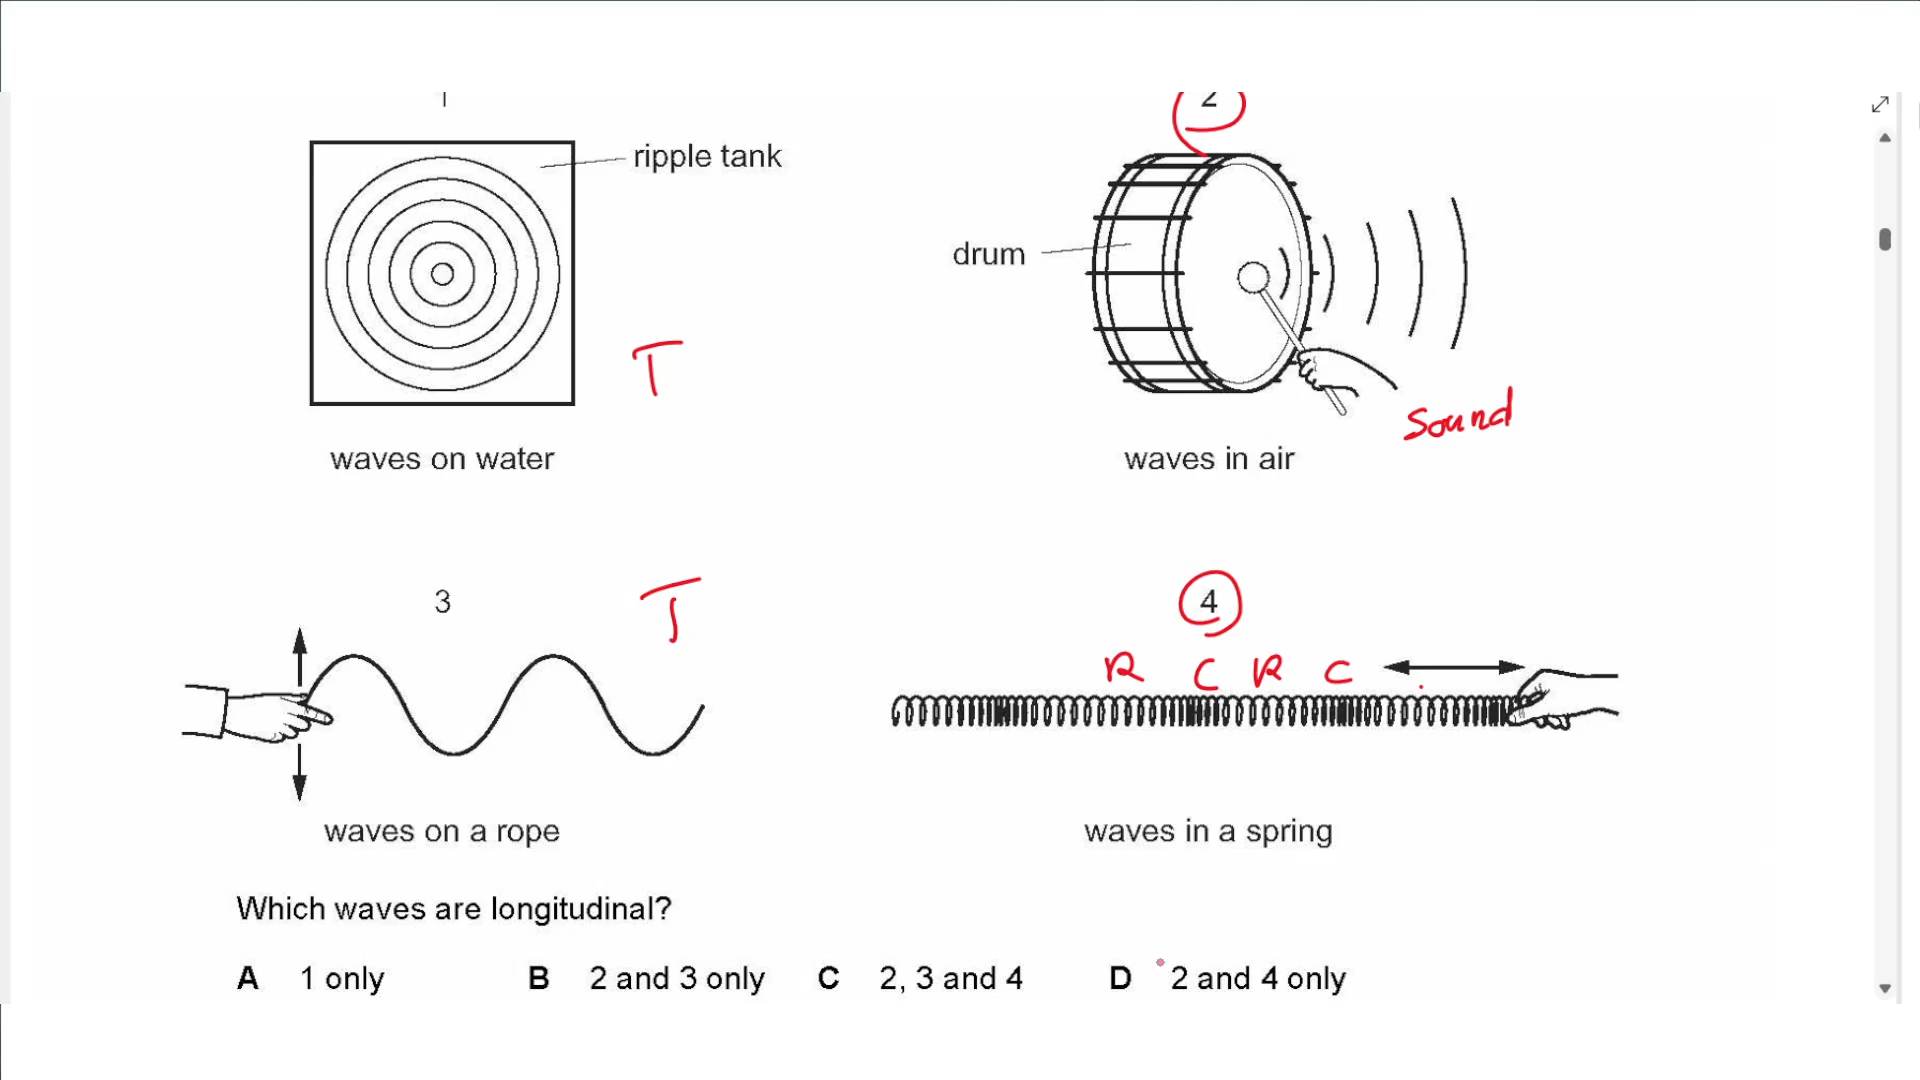 1
2
ripple tank
drum
T
sound
waves on water
waves in air
3
T
4
R C R C
waves on a rope
waves in a spring
Which waves are longitudinal?
A 1 only B 2 and 3 only C 2, 3 and 4 D 2 and 4 only